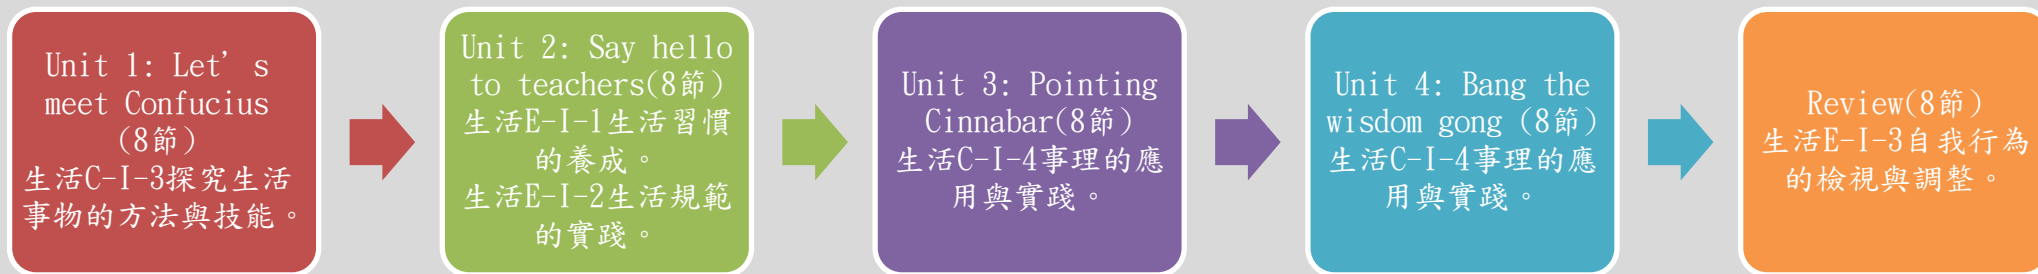 Unit 1: Let's
meet Confucius
(8節)
生活C-I-3探究生活
事物的方法與技能。
Unit 2: Say hello
to teachers(8節)
生活E-I-1生活習慣
的養成。
生活E-I-2生活規範
的實踐。
Unit 3: Pointing
Cinnabar(8節)
生活C-I-4事理的應
用與實踐。
Unit 4: Bang the
wisdom gong (8節)
生活C-I-4事理的應
用與實踐。
Review(8節)
生活E-I-3自我行為
的檢視與調整。